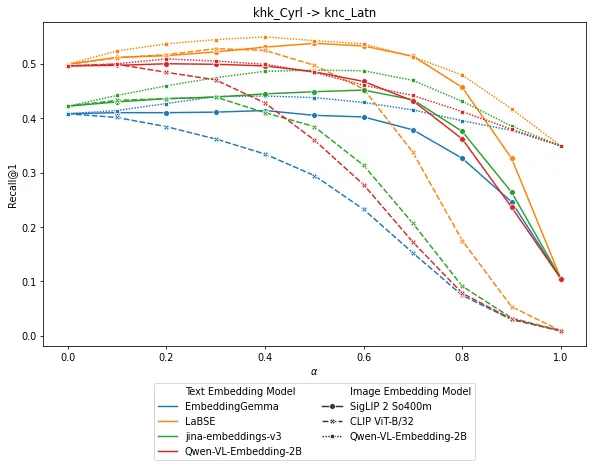 khk_Cyrl -> knc_Latn
Recall@1
0.5
0.4
0.3
0.2
0.1
0.0
0.0 0.2 0.4 0.6 0.8 1.0
α
Text Embedding Model Image Embedding Model
EmbeddingGemma SigLIP 2 So400m
LaBSE CLIP ViT-B/32
jina-embeddings-v3 Qwen-VL-Embedding-2B
Qwen-VL-Embedding-2B